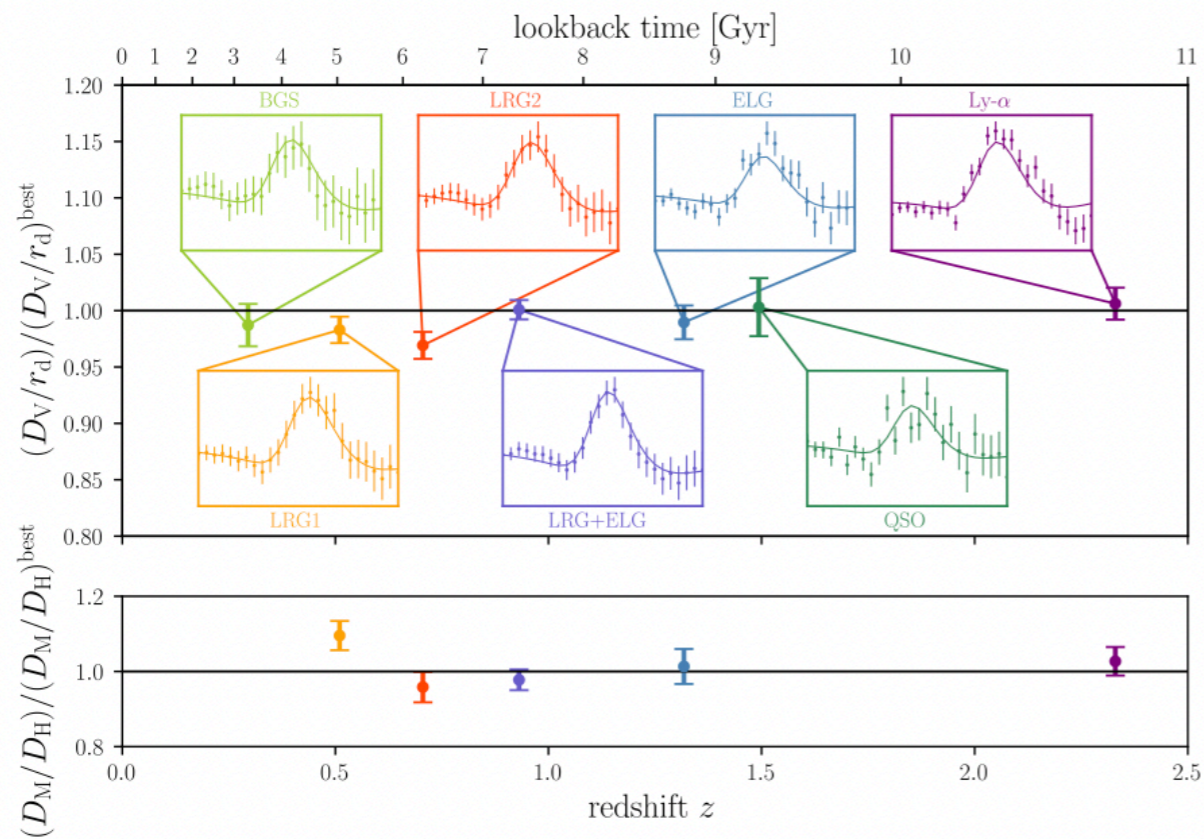 lookback time [Gyr]
0 1 2 3 4 5 6 7 8 9 10 11
1.20
1.15
1.10
1.05
1.00
0.95
0.90
0.85
0.80
(D_V/r_d)/(D_V/r_d)^best
BGS LRG2 ELG Ly-α
LRG1 LRG+ELG QSO
1.2
1.0
0.8
(D_M/D_H)/(D_M/D_H)^best
0.0 0.5 1.0 1.5 2.0 2.5
redshift z